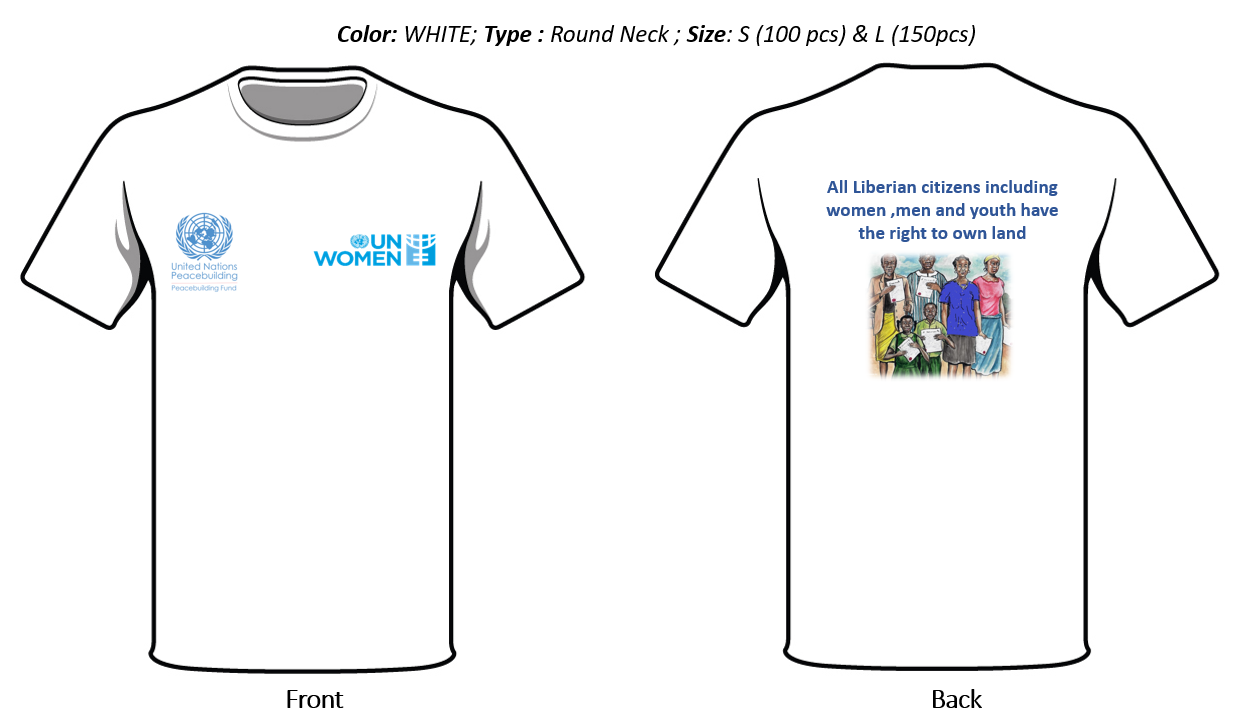 Color: WHITE; Type : Round Neck ; Size: S (100 pcs) & L (150pcs)
United Nations
Peacebuilding
Peacebuilding Fund
UN
WOMEN
All Liberian citizens including
women ,men and youth have
the right to own land
Front
Back